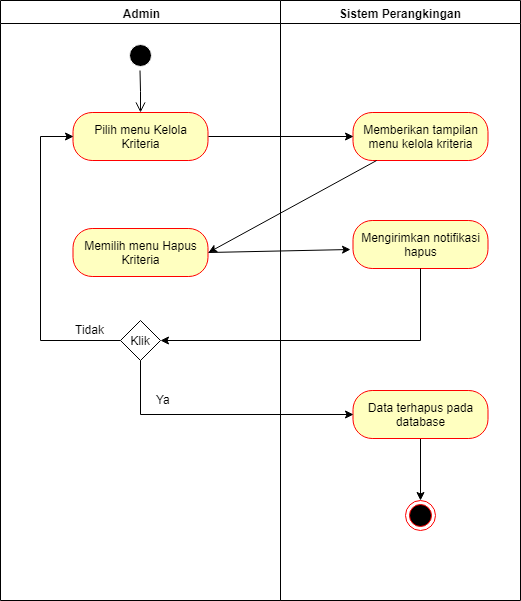 Admin
Sistem Perangkingan
Pilih menu Kelola
Kriteria
Memberikan tampilan
menu kelola kriteria
Memilih menu Hapus
Kriteria
Mengirimkan notifikasi
hapus
Tidak
Klik
Ya
Data terhapus pada
database